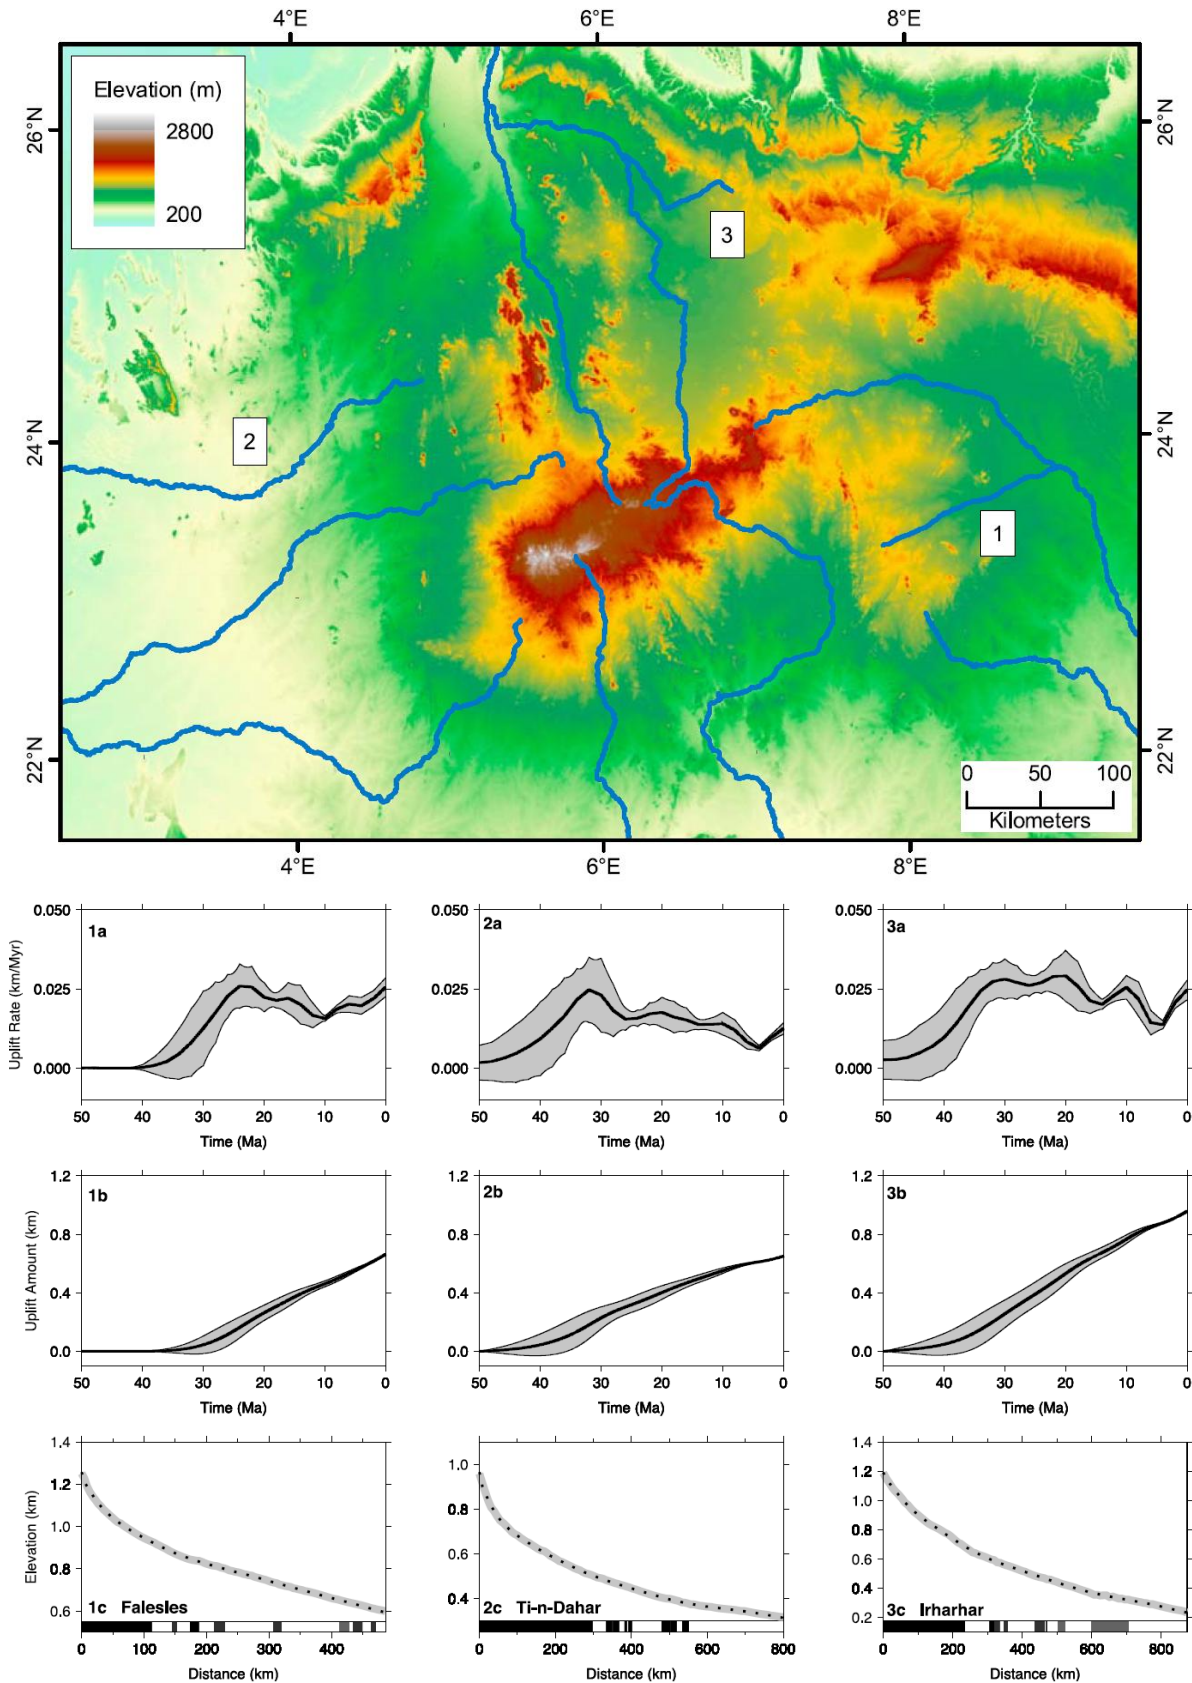 4°E 6°E 8°E
Elevation (m)
2800
200
26°N 26°N
3
24°N 24°N
2
1
22°N 22°N
0 50 100
Kilometers
4°E 6°E 8°E
0.050 0.050 0.050
1a 2a 3a
Uplift Rate (km/Myr)
0.025 0.025 0.025
0.000 0.000 0.000
50 40 30 20 10 0 50 40 30 20 10 0 50 40 30 20 10 0
Time (Ma) Time (Ma) Time (Ma)
1.2 1.2 1.2
1b 2b 3b
Uplift Amount (km)
0.8 0.8 0.8
0.4 0.4 0.4
0.0 0.0 0.0
50 40 30 20 10 0 50 40 30 20 10 0 50 40 30 20 10 0
Time (Ma) Time (Ma) Time (Ma)
Elevation (km)
1.4 1.0 1.4
1.2 0.8 1.2
1.0 0.6 1.0
0.8 0.4 0.8
0.6 0.6
0.4
0.2
1c Falesles 2c Ti-n-Dahar 3c Irharhar
0 100 200 300 400 0 200 400 600 800 0 200 400 600 800
Distance (km) Distance (km) Distance (km)